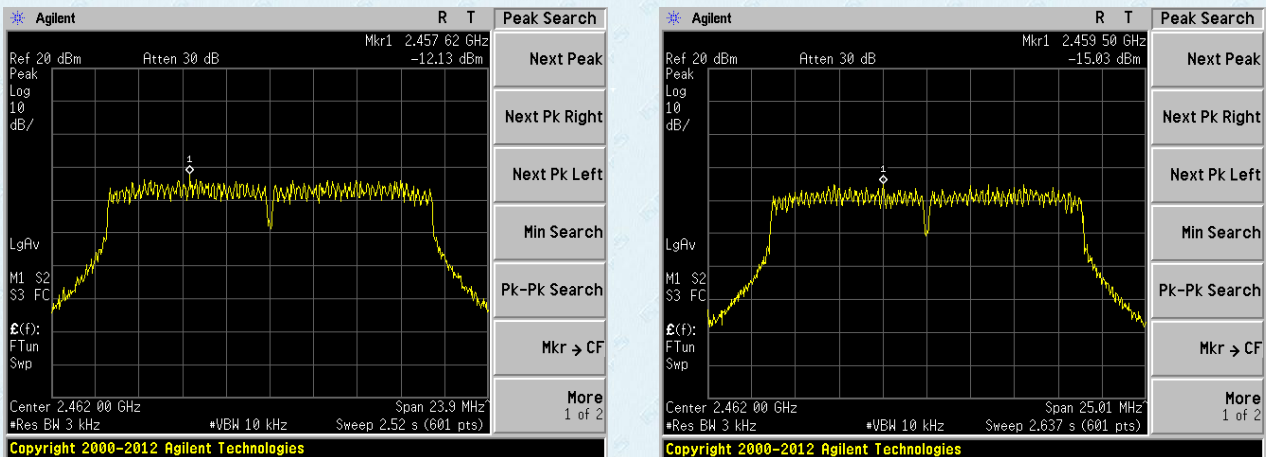 Agilent R T Peak Search
Mkr1 2.457 62 GHz
Ref 20 dBm Atten 30 dB -12.13 dBm
Peak
Log
10
dB/
1
LgAv
M1 S2
S3 FC
£(f):
FTun
Swp
Center 2.462 00 GHz Span 23.9 MHz^
#Res BW 3 kHz #VBW 10 kHz Sweep 2.52 s (601 pts)
Copyright 2000-2012 Agilent Technologies
Next Peak
Next Pk Right
Next Pk Left
Min Search
Pk-Pk Search
Mkr → CF
More
1 of 2
Agilent R T Peak Search
Mkr1 2.459 50 GHz
Ref 20 dBm Atten 30 dB -15.03 dBm
Peak
Log
10
dB/
1
LgAv
M1 S2
S3 FC
£(f):
FTun
Swp
Center 2.462 00 GHz Span 25.01 MHz^
#Res BW 3 kHz #VBW 10 kHz Sweep 2.637 s (601 pts)
Copyright 2000-2012 Agilent Technologies
Next Peak
Next Pk Right
Next Pk Left
Min Search
Pk-Pk Search
Mkr → CF
More
1 of 2